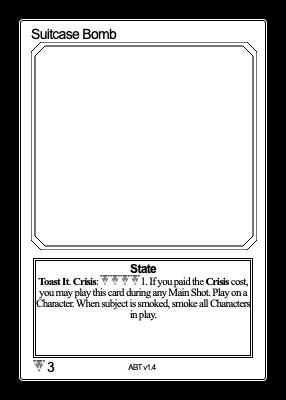 Suitcase Bomb
State
Toast It. Crisis: 1. If you paid the Crisis cost,
you may play this card during any Main Shot. Play on a
Character. When subject is smoked, smoke all Characters
in play.
3
ABT v1.4